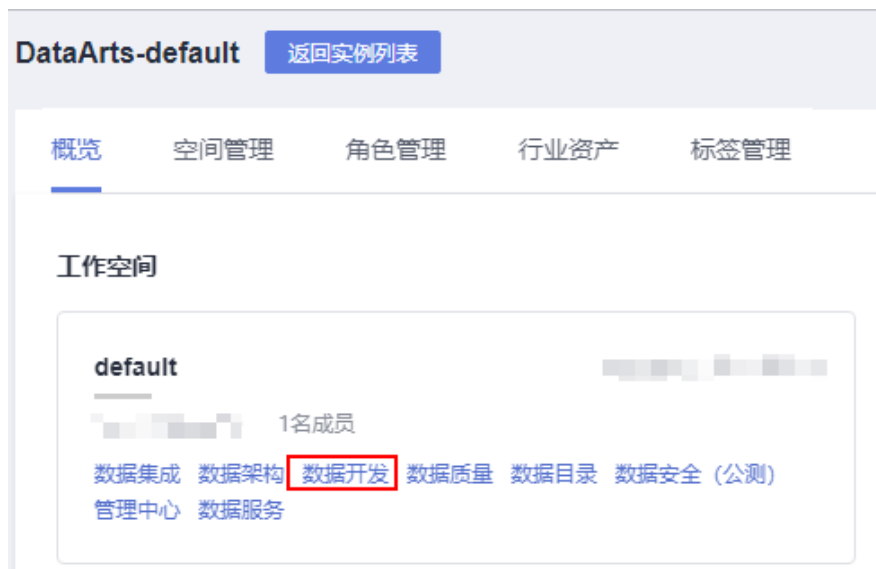 DataArts-default 返回实例列表
概览 空间管理 角色管理 行业资产 标签管理
工作空间
default
1名成员
数据集成 数据架构 数据开发 数据质量 数据目录 数据安全（公测）
管理中心 数据服务